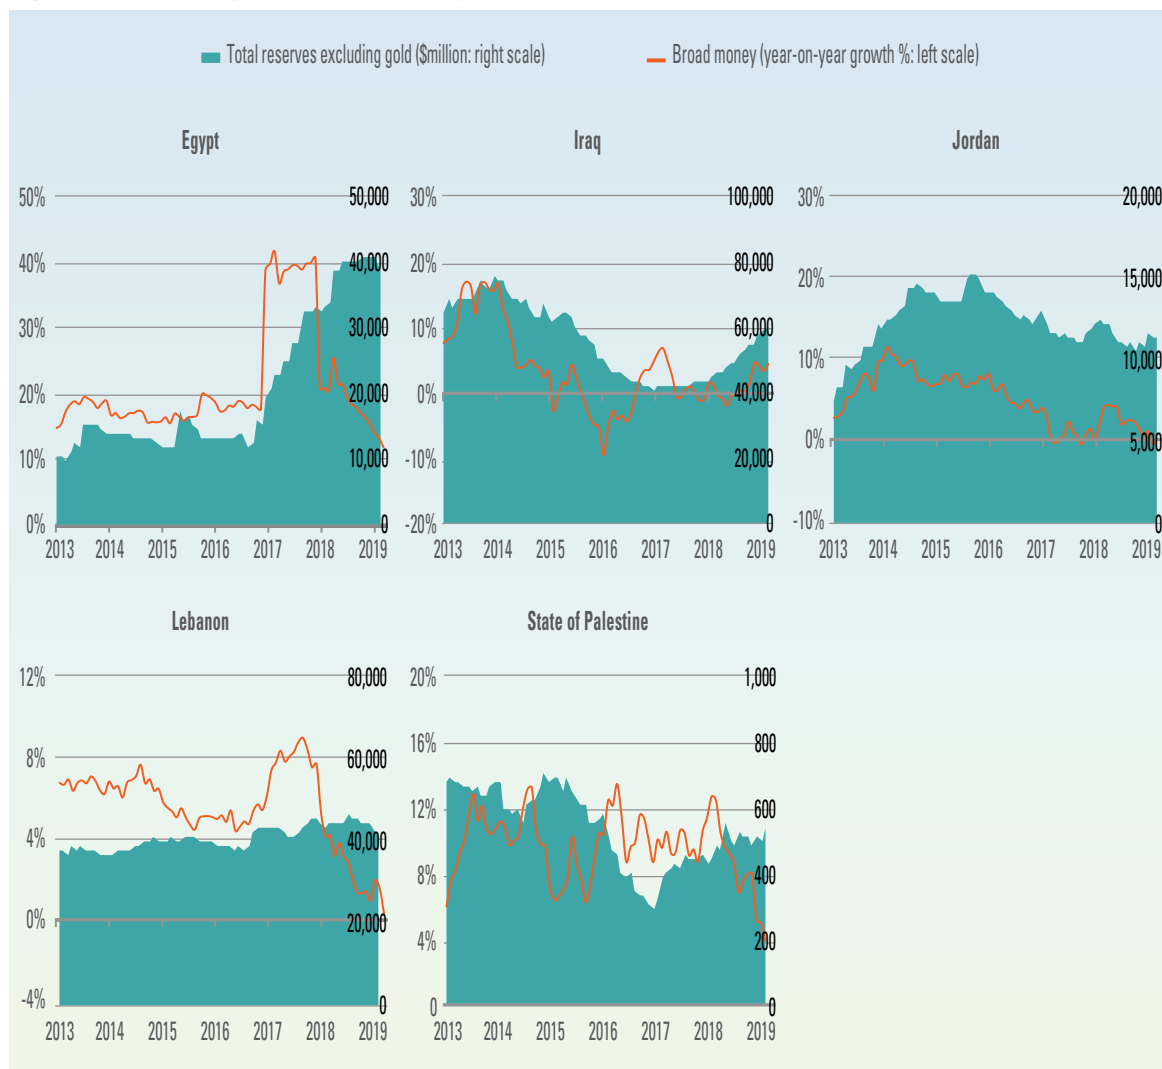 Total reserves excluding gold ($million: right scale) Broad money (year-on-year growth %: left scale)
Egypt
50% 50,000
40% 40,000
30% 30,000
20% 20,000
10% 10,000
0% 0
2013 2014 2015 2016 2017 2018 2019
Iraq
30% 100,000
20% 80,000
10% 60,000
0% 40,000
-10% 20,000
-20% 0
2013 2014 2015 2016 2017 2018 2019
Jordan
30% 20,000
20% 15,000
10% 10,000
0% 5,000
-10% 0
2013 2014 2015 2016 2017 2018 2019
Lebanon
12% 80,000
8% 60,000
4% 40,000
0% 20,000
-4% 0
2013 2014 2015 2016 2017 2018 2019
State of Palestine
20% 1,000
16% 800
12% 600
8% 400
4% 200
0 0
2013 2014 2015 2016 2017 2018 2019